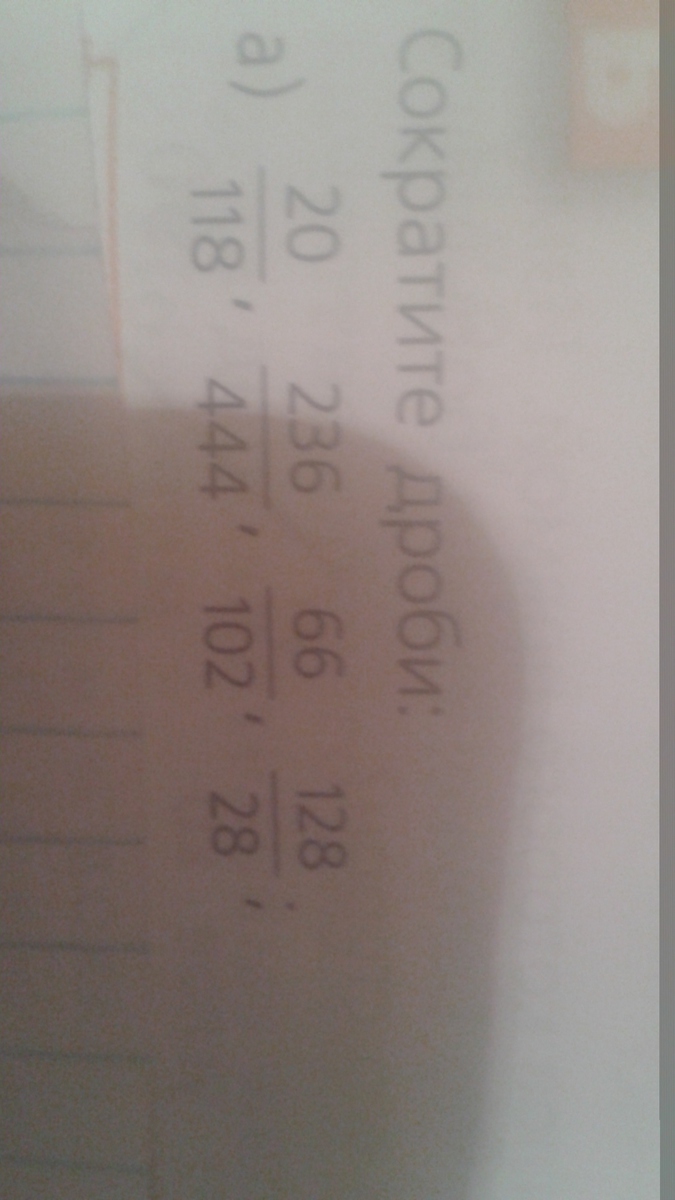 Б
Сократите дроби:
а) 20/118, 236/444, 66/102, 128/28;